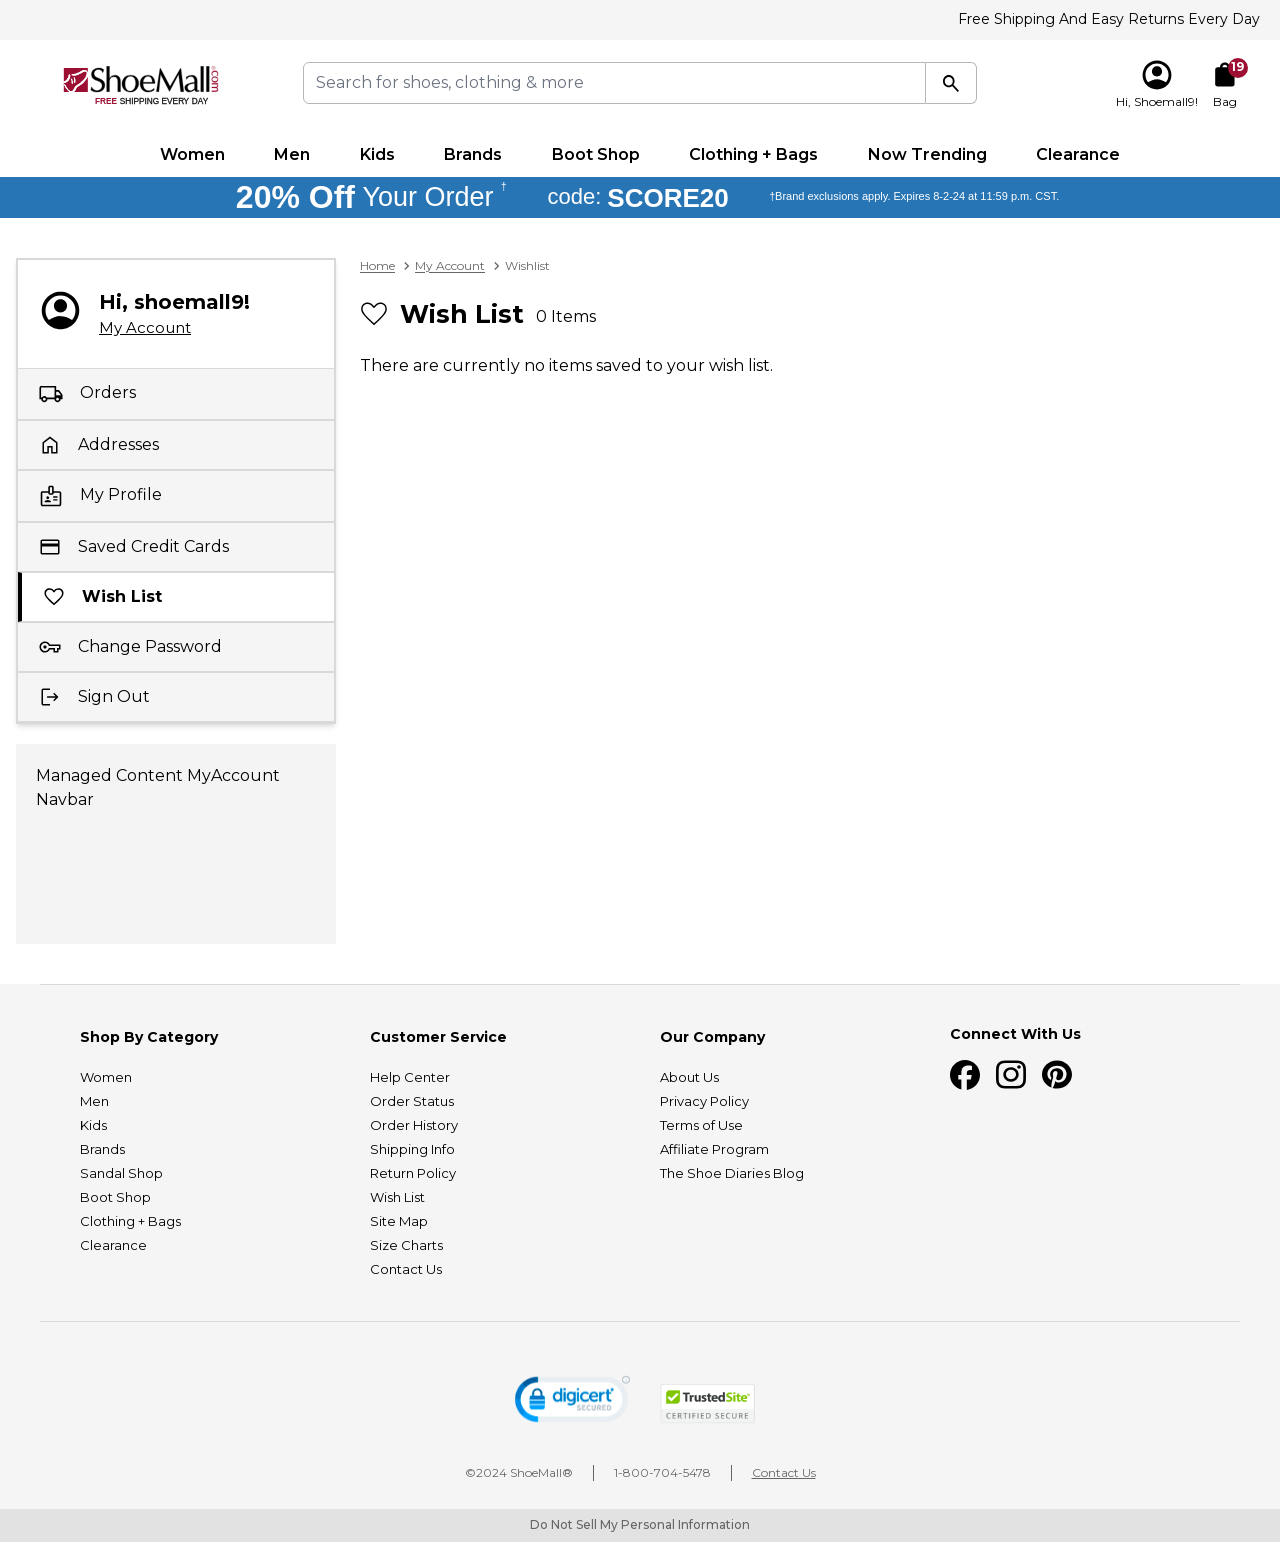 Free Shipping And Easy Returns Every Day
ShoeMall®.com
FREE SHIPPING EVERY DAY
Search for shoes, clothing & more
19
Hi, Shoemall9!
Bag
Women
Men
Kids
Brands
Boot Shop
Clothing + Bags
Now Trending
Clearance
20% Off Your Order † code: SCORE20 †Brand exclusions apply. Expires 8-2-24 at 11:59 p.m. CST.
Hi, shoemall9!
My Account
Orders
Addresses
My Profile
Saved Credit Cards
Wish List
Change Password
Sign Out
Managed Content MyAccount
Navbar
Home > My Account > Wishlist
Wish List 0 Items
There are currently no items saved to your wish list.
Shop By Category
Women
Men
Kids
Brands
Sandal Shop
Boot Shop
Clothing + Bags
Clearance
Customer Service
Help Center
Order Status
Order History
Shipping Info
Return Policy
Wish List
Site Map
Size Charts
Contact Us
Our Company
About Us
Privacy Policy
Terms of Use
Affiliate Program
The Shoe Diaries Blog
Connect With Us
digicert
SECURED
TrustedSite
CERTIFIED SECURE
©2024 ShoeMall®
1-800-704-5478
Contact Us
Do Not Sell My Personal Information